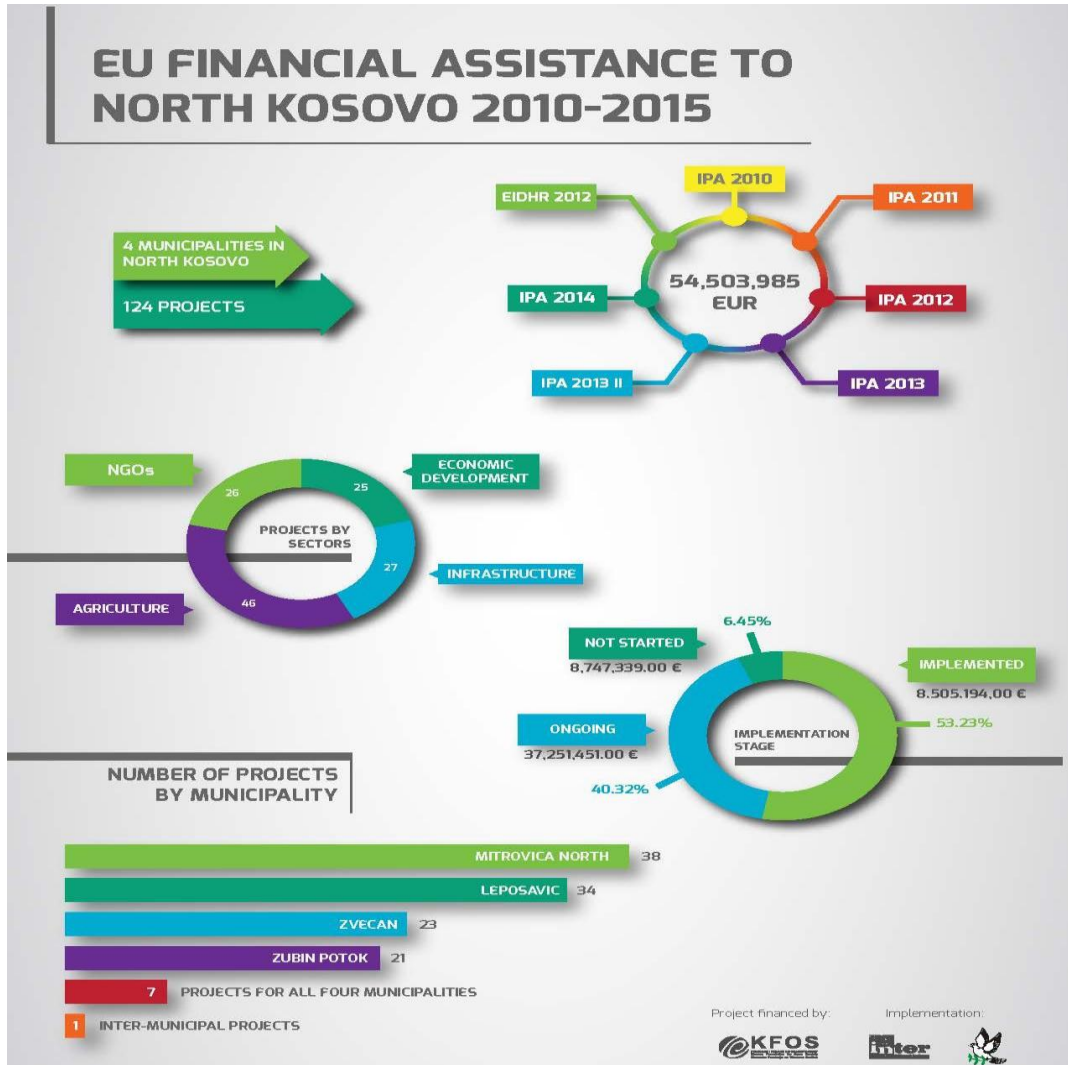 EU FINANCIAL ASSISTANCE TO
NORTH KOSOVO 2010-2015
4 MUNICIPALITIES IN
NORTH KOSOVO
124 PROJECTS
EIDHR 2012
IPA 2010
IPA 2011
IPA 2014
54,503,985
EUR
IPA 2012
IPA 2013 II
IPA 2013
NGOs
ECONOMIC
DEVELOPMENT
26
25
PROJECTS BY
SECTORS
27
INFRASTRUCTURE
AGRICULTURE
46
6.45%
NOT STARTED
8,747,339.00 €
IMPLEMENTED
8.505.194,00 €
53.23%
ONGOING
37,251,451.00 €
IMPLEMENTATION
STAGE
40.32%
NUMBER OF PROJECTS
BY MUNICIPALITY
MITROVICA NORTH 38
LEPOSAVIC 34
ZVECAN 23
ZUBIN POTOK 21
7 PROJECTS FOR ALL FOUR MUNICIPALITIES
1 INTER-MUNICIPAL PROJECTS
Project financed by:
Implementation:
KFOS
inter